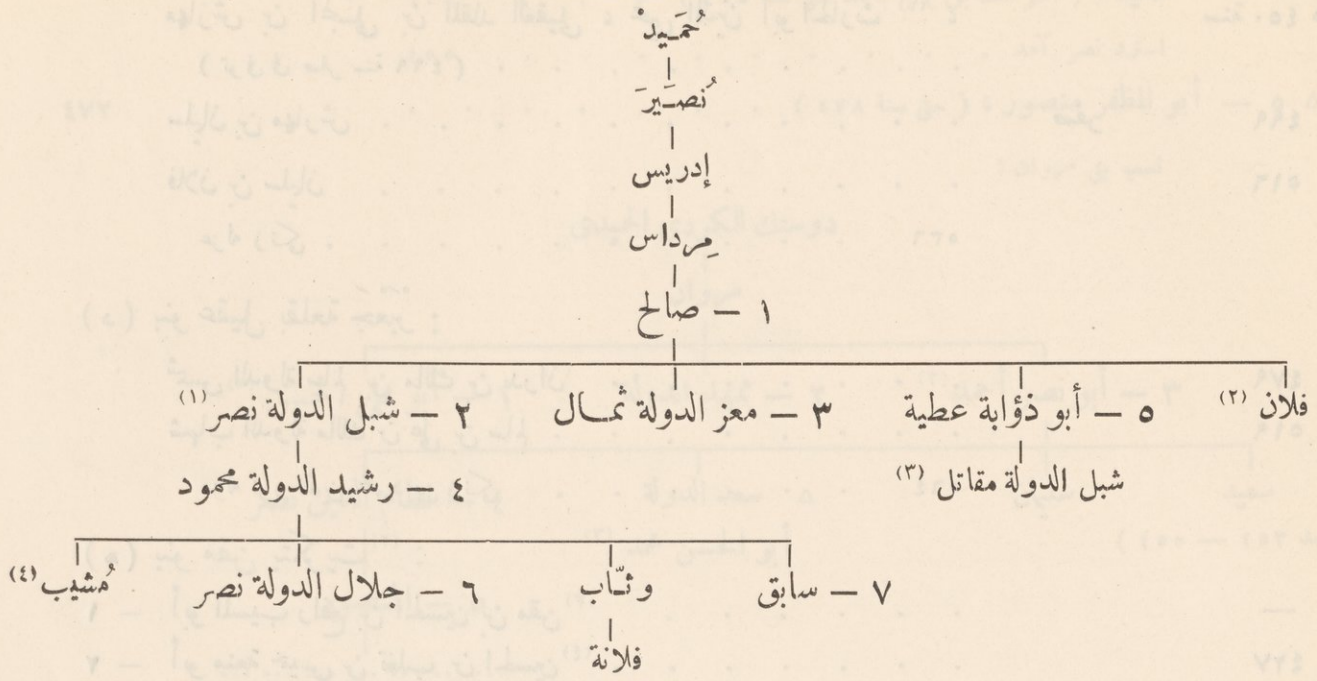 حُمَيدْ
نُصَيَرَ
إدريس
مِرداس
١ — صالح
فلان (٢) ٥ — أبو ذؤابة عطية ٣ — معز الدولة ثمال ٢ — شبل الدولة نصر (١)
شبل الدولة مقاتل (٣) ٤ — رشيد الدولة محمود
٧ — سابق وثّاب ٦ — جلال الدولة نصر مُشيب (٤)
فلانة